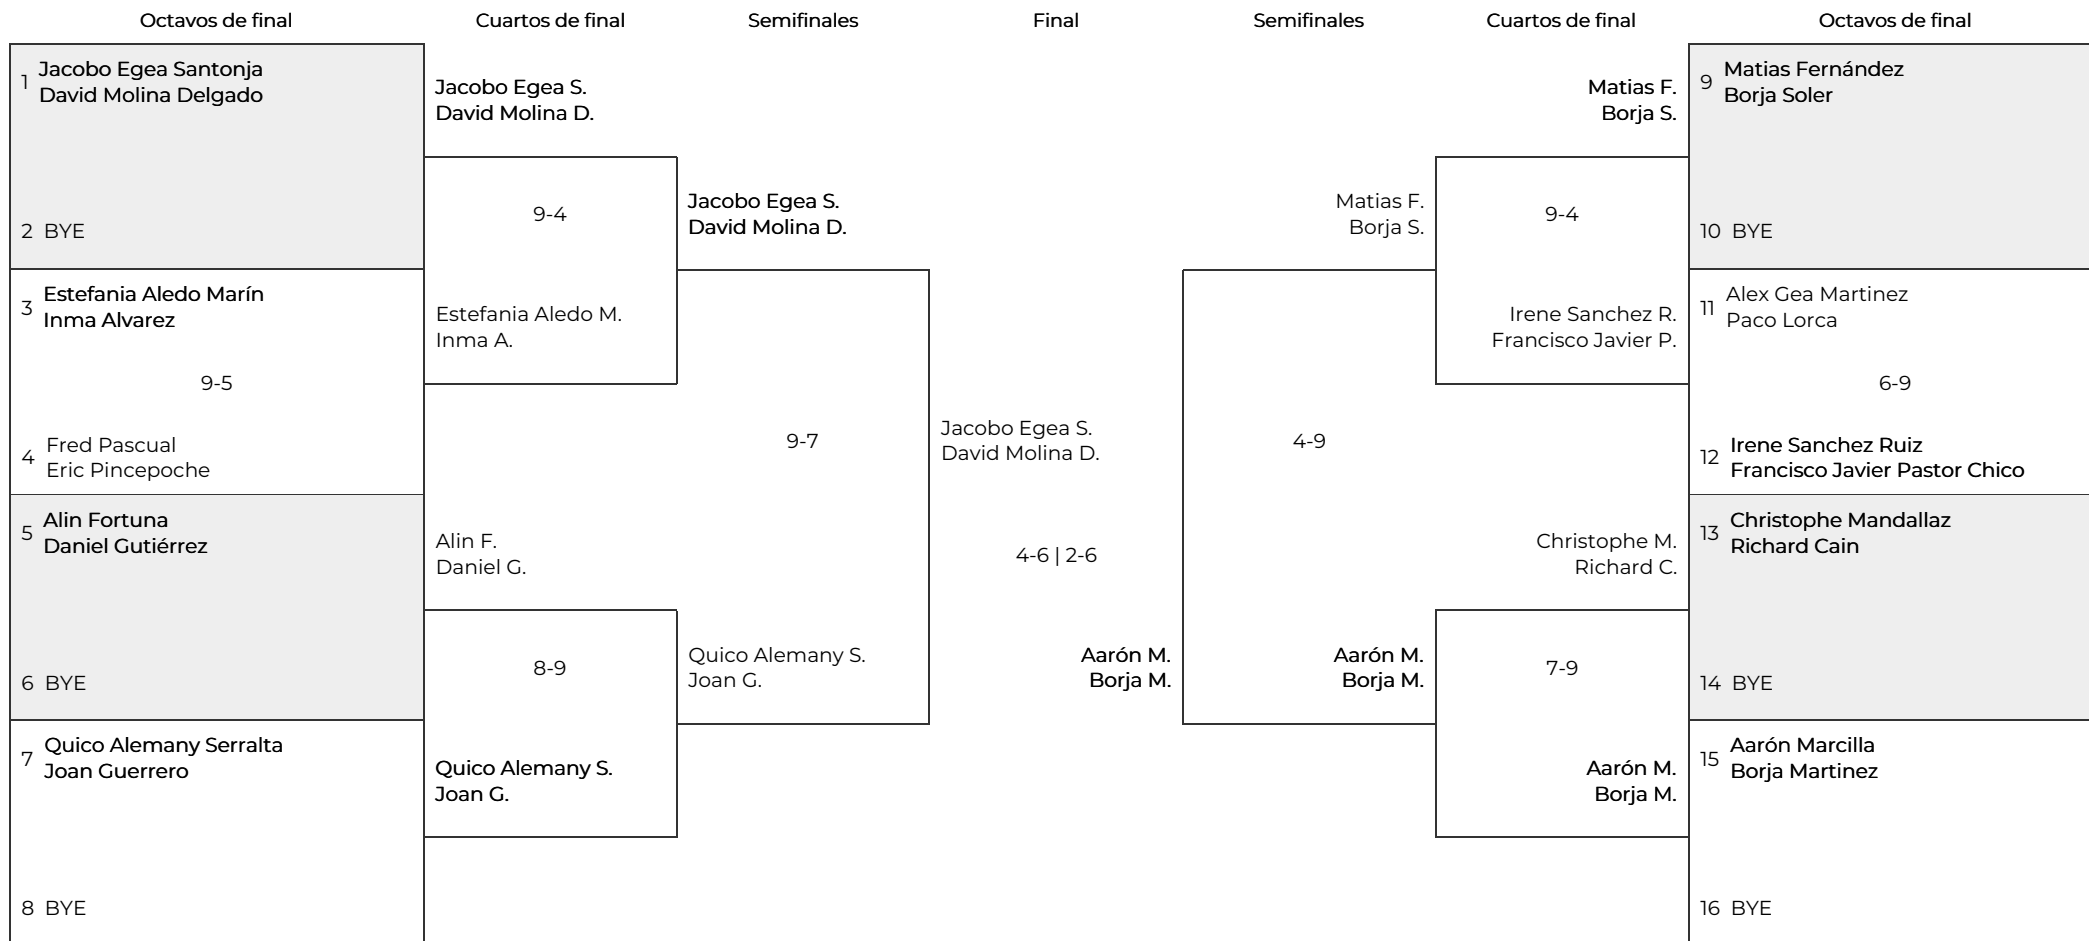 Octavos de final
Cuartos de final
Semifinales
Final
Semifinales
Cuartos de final
Octavos de final
1
Jacobo Egea Santonja
David Molina Delgado
2 BYE
3
Estefania Aledo Marín
Inma Alvarez
9-5
4
Fred Pascual
Eric Pincepoche
5
Alin Fortuna
Daniel Gutiérrez
6 BYE
7
Quico Alemany Serralta
Joan Guerrero
8 BYE
Jacobo Egea S.
David Molina D.
9-4
Estefania Aledo M.
Inma A.
Alin F.
Daniel G.
8-9
Quico Alemany S.
Joan G.
Jacobo Egea S.
David Molina D.
9-7
Quico Alemany S.
Joan G.
Jacobo Egea S.
David Molina D.
4-6 | 2-6
Aarón M.
Borja M.
Matias F.
Borja S.
4-9
Aarón M.
Borja M.
Matias F.
Borja S.
9-4
Irene Sanchez R.
Francisco Javier P.
Christophe M.
Richard C.
7-9
Aarón M.
Borja M.
9
Matias Fernández
Borja Soler
10 BYE
11
Alex Gea Martinez
Paco Lorca
6-9
12
Irene Sanchez Ruiz
Francisco Javier Pastor Chico
13
Christophe Mandallaz
Richard Cain
14 BYE
15
Aarón Marcilla
Borja Martinez
16 BYE